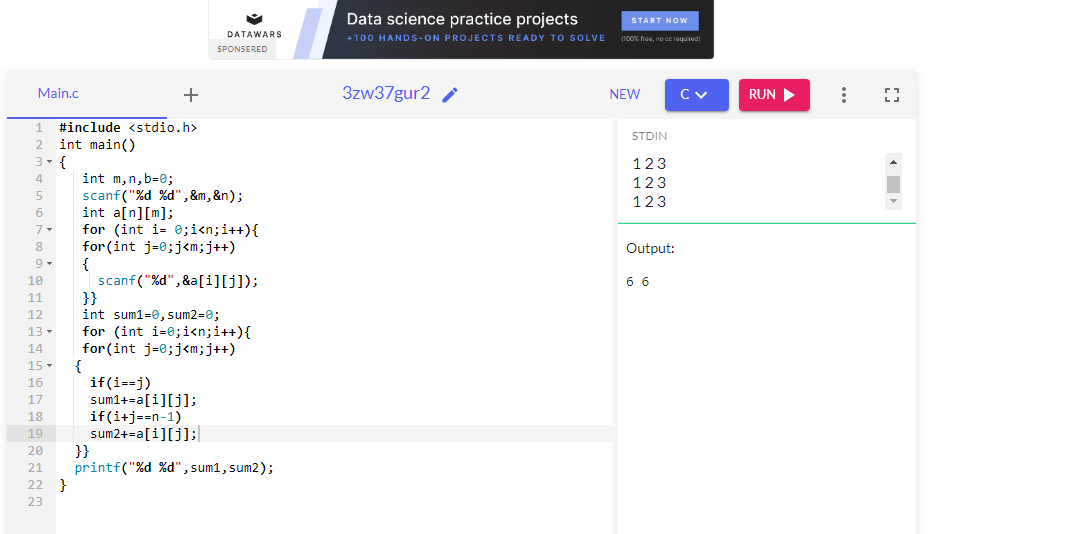 DATAWARS
SPONSERED
Data science practice projects
+100 HANDS-ON PROJECTS READY TO SOLVE
START NOW
(100% free, no cc required)
Main.c
+
3zw37gur2
NEW
C
RUN
1 #include <stdio.h>
2 int main()
3 {
4 int m,n,b=0;
5 scanf("%d %d",&m,&n);
6 int a[n][m];
7 for (int i= 0;i<n;i++){
8 for(int j=0;j<m;j++)
9 {
10 scanf("%d",&a[i][j]);
11 }}
12 int sum1=0,sum2=0;
13 for (int i=0;i<n;i++){
14 for(int j=0;j<m;j++)
15 {
16 if(i==j)
17 sum1+=a[i][j];
18 if(i+j==n-1)
19 sum2+=a[i][j];
20 }}
21 printf("%d %d",sum1,sum2);
22 }
23
STDIN
1 2 3
1 2 3
1 2 3
Output:
6 6